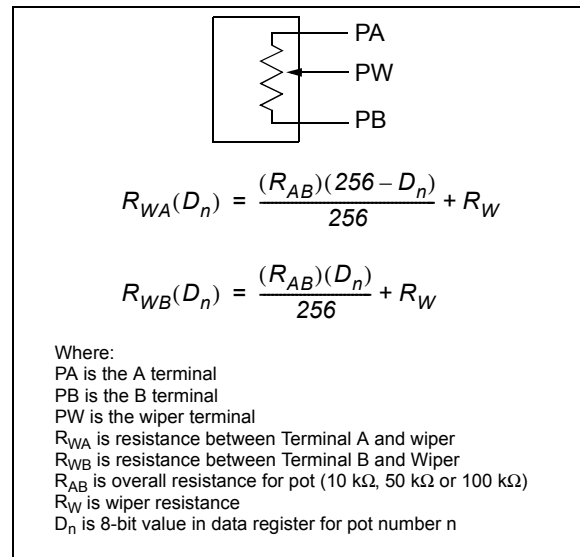 PA
PW
PB
R_WA(D_n) = (R_AB)(256 – D_n) / 256 + R_W
R_WB(D_n) = (R_AB)(D_n) / 256 + R_W
Where:
PA is the A terminal
PB is the B terminal
PW is the wiper terminal
R_WA is resistance between Terminal A and wiper
R_WB is resistance between Terminal B and Wiper
R_AB is overall resistance for pot (10 kΩ, 50 kΩ or 100 kΩ)
R_W is wiper resistance
D_n is 8-bit value in data register for pot number n